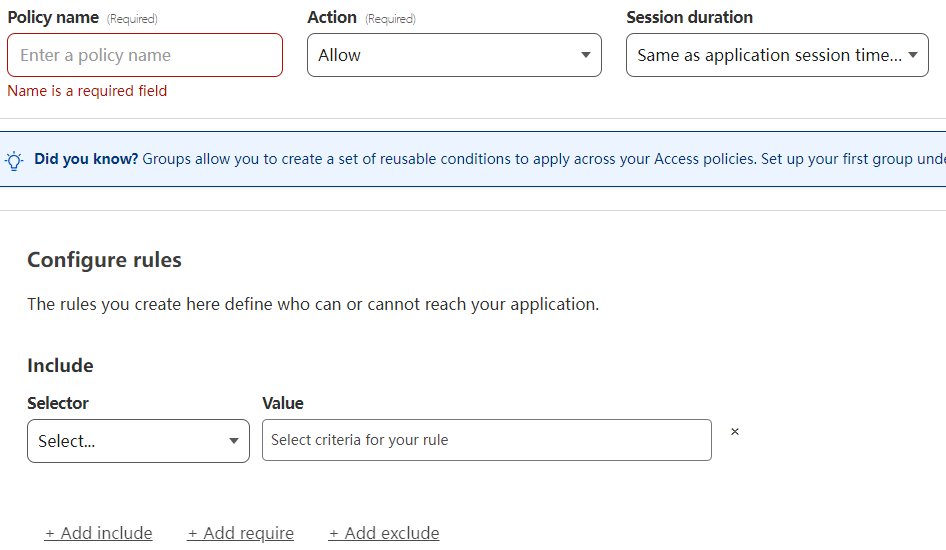 Policy name (Required)
Action (Required)
Session duration
Enter a policy name
Allow
Same as application session time...
Name is a required field
Did you know? Groups allow you to create a set of reusable conditions to apply across your Access policies. Set up your first group unde
Configure rules
The rules you create here define who can or cannot reach your application.
Include
Selector
Value
Select...
Select criteria for your rule
×
+ Add include
+ Add require
+ Add exclude